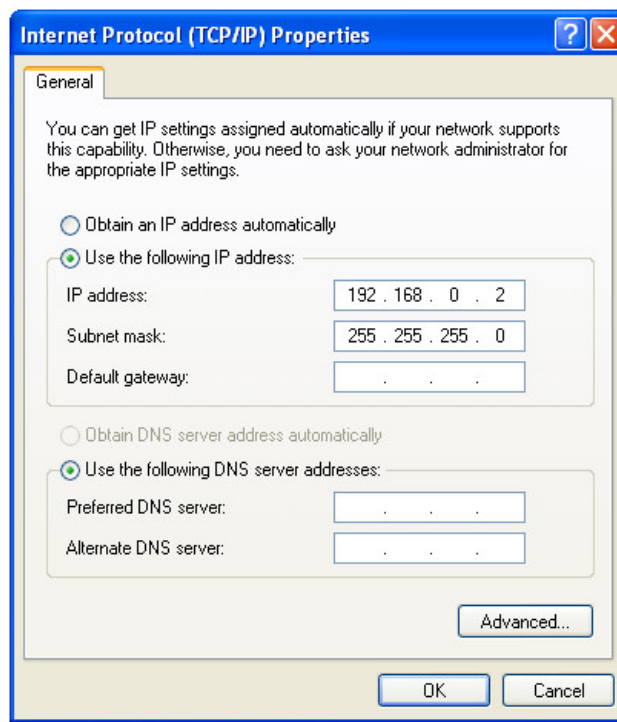 Internet Protocol (TCP/IP) Properties
General
You can get IP settings assigned automatically if your network supports
this capability. Otherwise, you need to ask your network administrator for
the appropriate IP settings.
Obtain an IP address automatically
Use the following IP address:
IP address: 192 . 168 . 0 . 2
Subnet mask: 255 . 255 . 255 . 0
Default gateway: . . .
Obtain DNS server address automatically
Use the following DNS server addresses:
Preferred DNS server: . . .
Alternate DNS server: . . .
Advanced...
OK Cancel